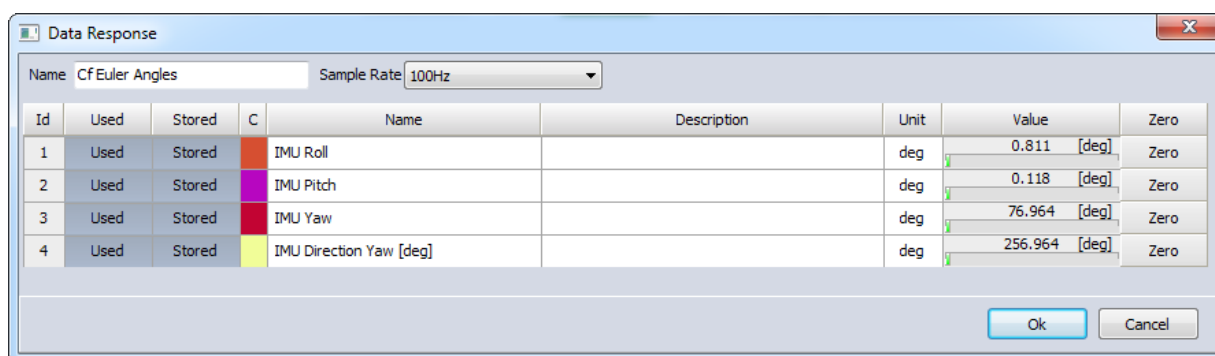 Data Response
Name Cf Euler Angles Sample Rate 100Hz
Id Used Stored C Name Description Unit Value Zero
1 Used Stored IMU Roll deg 0.811 [deg] Zero
2 Used Stored IMU Pitch deg 0.118 [deg] Zero
3 Used Stored IMU Yaw deg 76.964 [deg] Zero
4 Used Stored IMU Direction Yaw [deg] deg 256.964 [deg] Zero
Ok Cancel